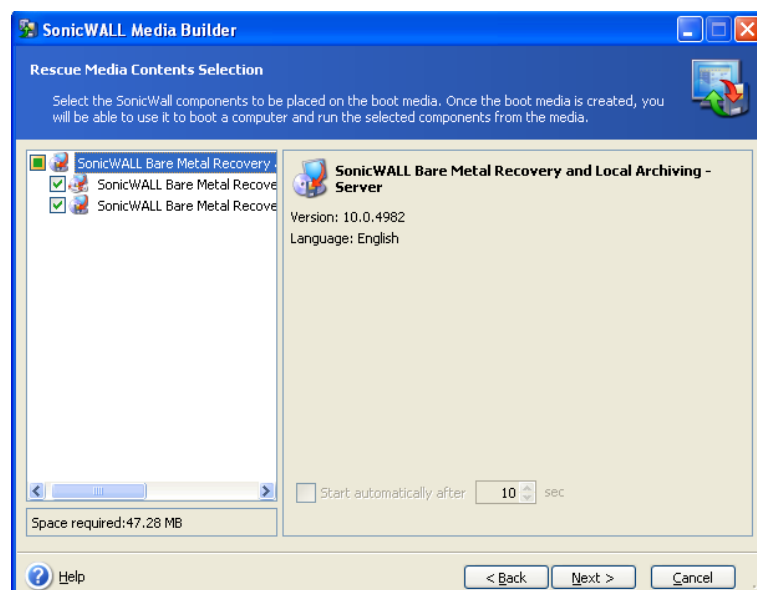 SonicWALL Media Builder
Rescue Media Contents Selection
Select the SonicWall components to be placed on the boot media. Once the boot media is created, you
will be able to use it to boot a computer and run the selected components from the media.
SonicWALL Bare Metal Recovery
SonicWALL Bare Metal Recove
SonicWALL Bare Metal Recove
SonicWALL Bare Metal Recovery and Local Archiving -
Server
Version: 10.0.4982
Language: English
Start automatically after 10 sec
Space required:47.28 MB
Help
< Back
Next >
Cancel